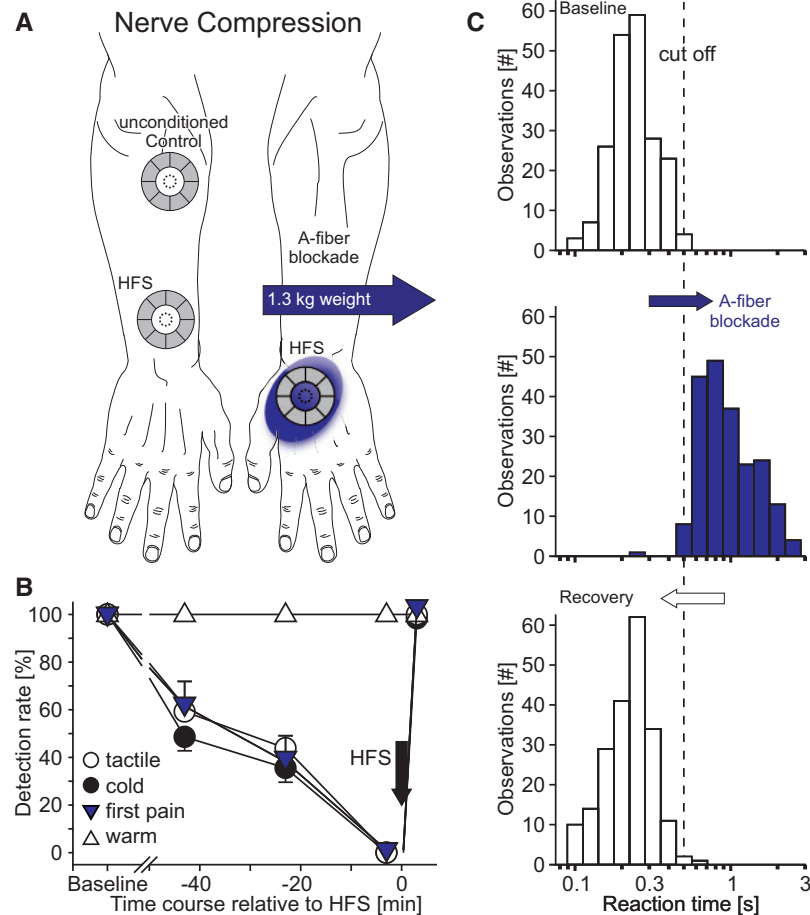 A
Nerve Compression
unconditioned
Control
HFS
A-fiber
blockade
1.3 kg weight
HFS
B
Detection rate [%]
100
80
60
40
20
0
tactile
cold
first pain
warm
HFS
Baseline
-40
-20
0
Time course relative to HFS [min]
C
Baseline
cut off
Observations [#]
60
50
40
30
20
10
0
A-fiber
blockade
Observations [#]
60
50
40
30
20
10
0
Recovery
Observations [#]
60
50
40
30
20
10
0
0.1
0.3
1
3
Reaction time [s]